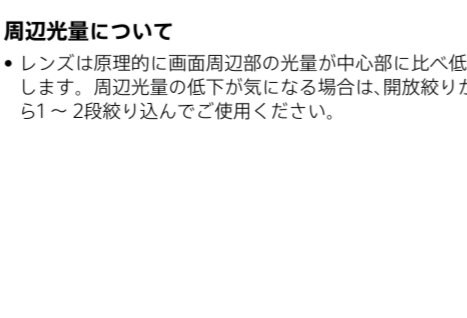 周辺光量について
• レンズは原理的に画面周辺部の光量が中心部に比べ低
します。周辺光量の低下が気になる場合は、開放絞り
ら1 ～ 2段絞り込んでご使用ください。